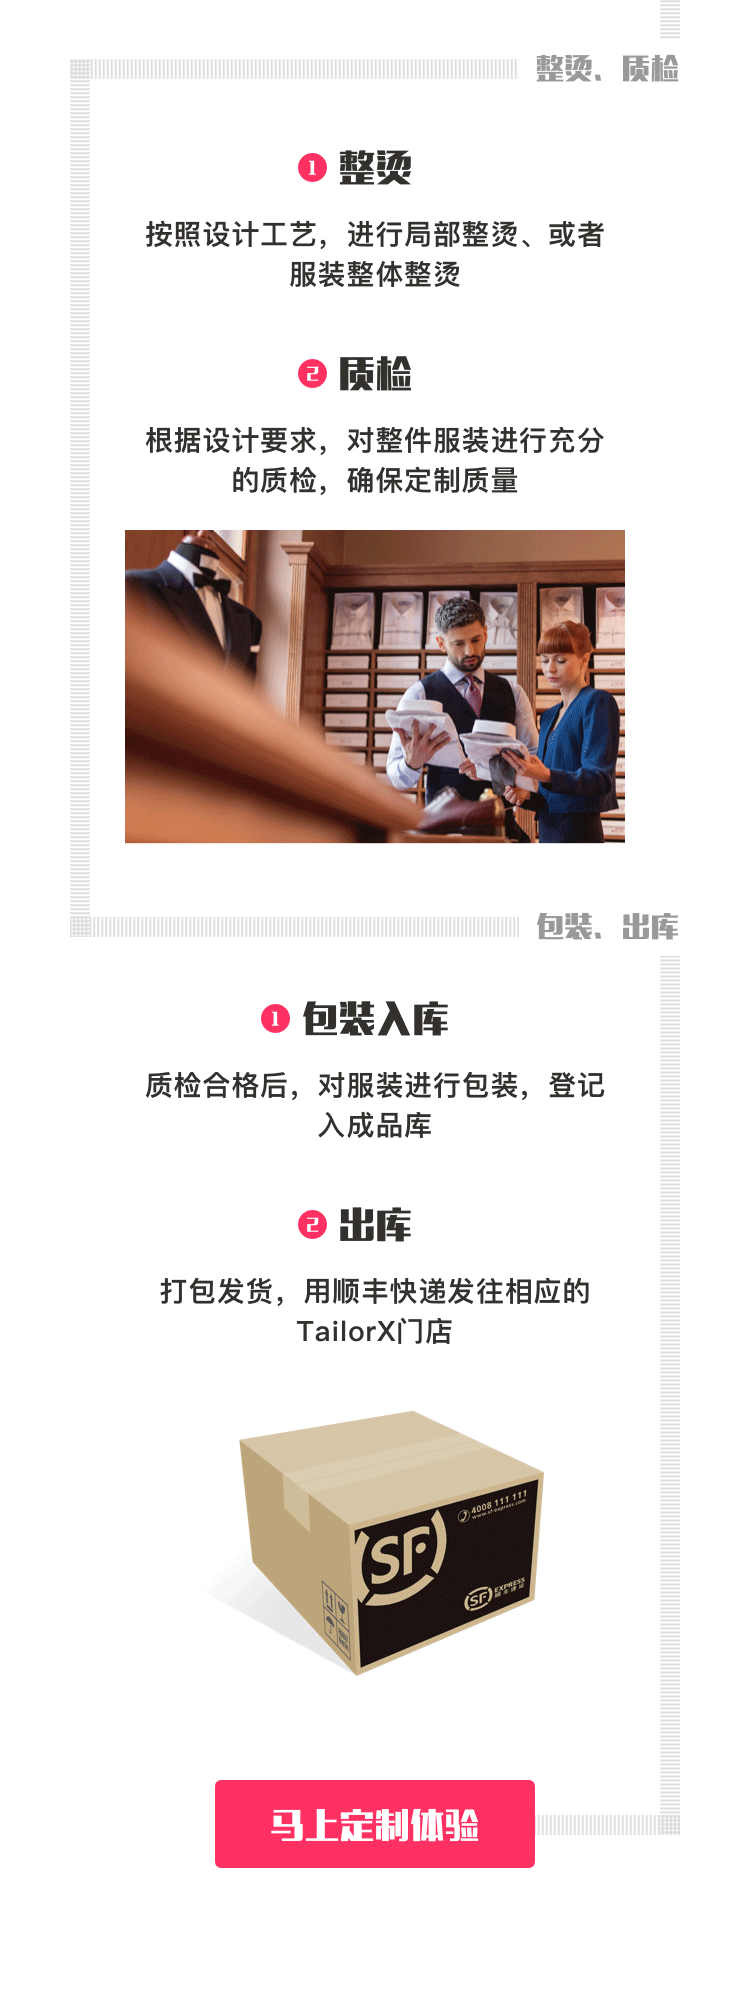 整烫、质检
1 整烫
按照设计工艺，进行局部整烫、或者
服装整体整烫
2 质检
根据设计要求，对整件服装进行充分
的质检，确保定制质量
包装、出库
1 包装入库
质检合格后，对服装进行包装，登记
入成品库
2 出库
打包发货，用顺丰快递发往相应的
TailorX门店
4008 111 111
www.sf-express.com
SF
SF EXPRESS
顺丰速运
马上定制体验